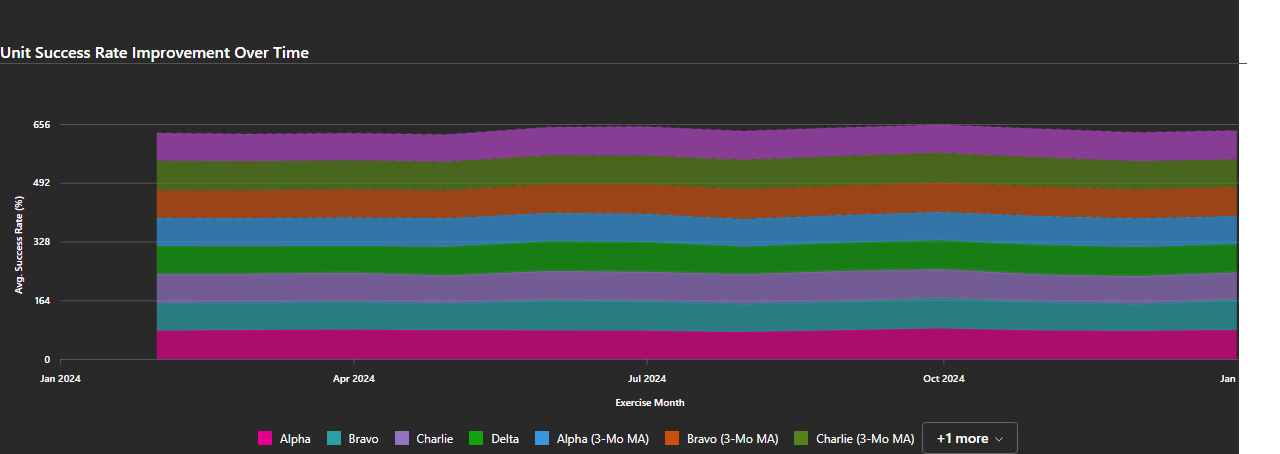 Unit Success Rate Improvement Over Time
656
492
328
164
0
Avg. Success Rate (%)
Jan 2024
Apr 2024
Jul 2024
Oct 2024
Jan
Exercise Month
Alpha
Bravo
Charlie
Delta
Alpha (3-Mo MA)
Bravo (3-Mo MA)
Charlie (3-Mo MA)
+1 more